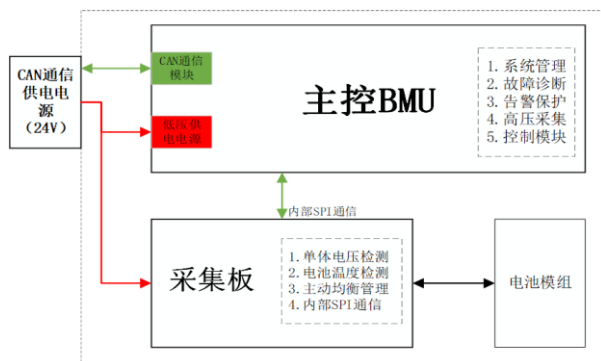 CAN通信
供电电
源
（24V）
CAN通信
模块
低压供
电电源
主控BMU
1. 系统管理
2. 故障诊断
3. 告警保护
4. 高压采集
5. 控制模块
内部SPI通信
采集板
1. 单体电压检测
2. 电池温度检测
3. 主动均衡管理
4. 内部SPI通信
电池模组